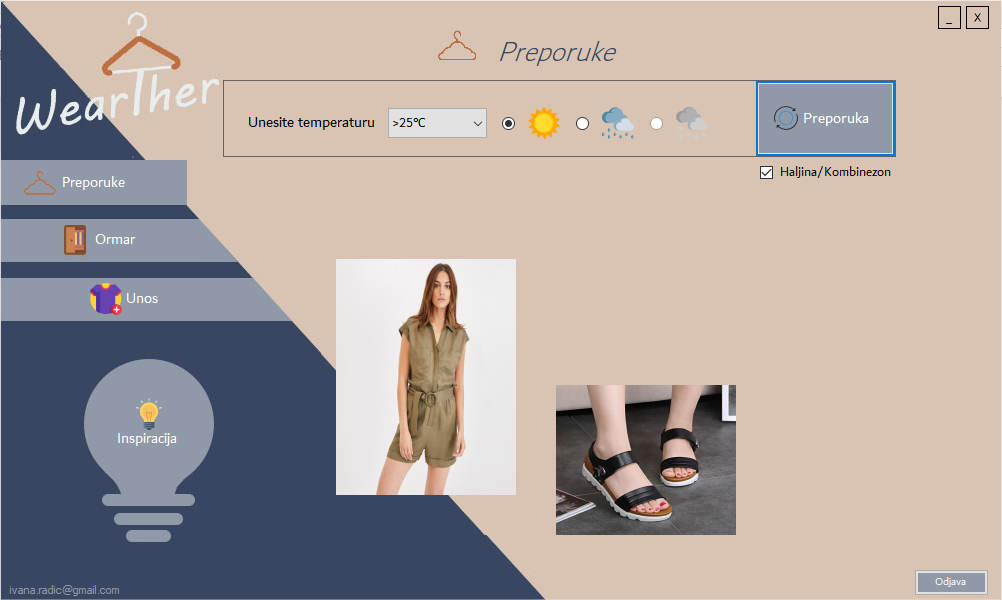 _ X
WearTher
Preporuke
Unesite temperaturu >25°C Preporuka
Haljina/Kombinezon
Preporuke
Ormar
Unos
Inspiracija
ivana.radic@gmail.com
Odjava